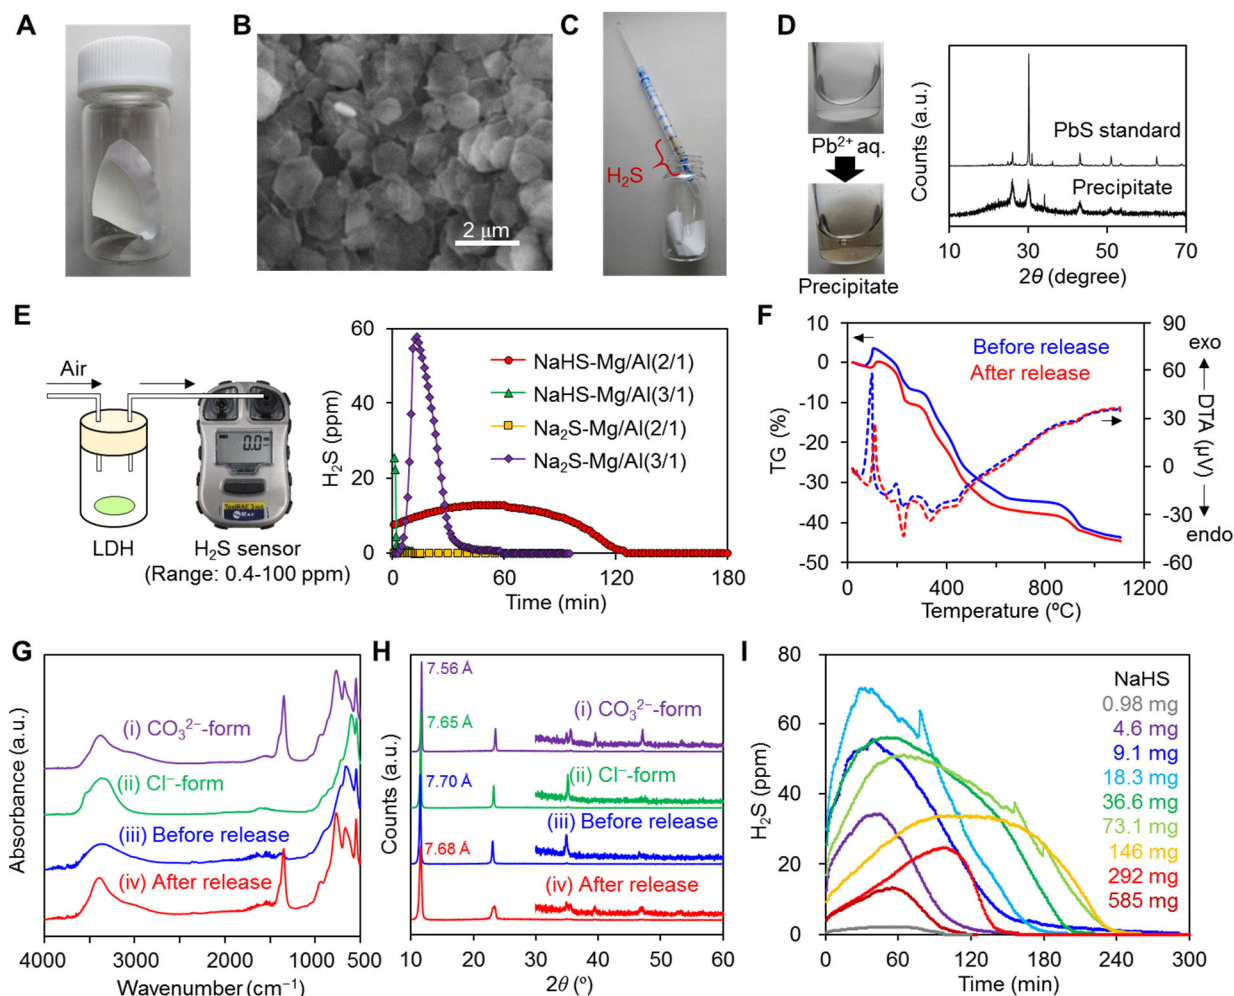 A
B
2 μm
C
H₂S
D
Pb²⁺ aq.
Precipitate
Counts (a.u.)
PbS standard
Precipitate
10
30
50
70
2θ (degree)
E
Air
0.0
LDH
H₂S sensor
(Range: 0.4-100 ppm)
H₂S (ppm)
60
40
20
0
0
60
120
180
Time (min)
NaHS-Mg/Al(2/1)
NaHS-Mg/Al(3/1)
Na₂S-Mg/Al(2/1)
Na₂S-Mg/Al(3/1)
F
TG (%)
10
0
-10
-20
-30
-40
-50
0
400
800
1200
Temperature (ºC)
Before release
After release
90
60
30
0
-30
-60
exo
DTA (μV)
endo
G
Absorbance (a.u.)
(i) CO₃²⁻-form
(ii) Cl⁻-form
(iii) Before release
(iv) After release
4000
3000
2000
1000
500
Wavenumber (cm⁻¹)
H
Counts (a.u.)
7.56 Å
7.65 Å
7.70 Å
7.68 Å
(i) CO₃²⁻-form
(ii) Cl⁻-form
(iii) Before release
(iv) After release
10
20
30
40
50
60
2θ (º)
I
H₂S (ppm)
80
60
40
20
0
0
60
120
180
240
300
Time (min)
NaHS
0.98 mg
4.6 mg
9.1 mg
18.3 mg
36.6 mg
73.1 mg
146 mg
292 mg
585 mg